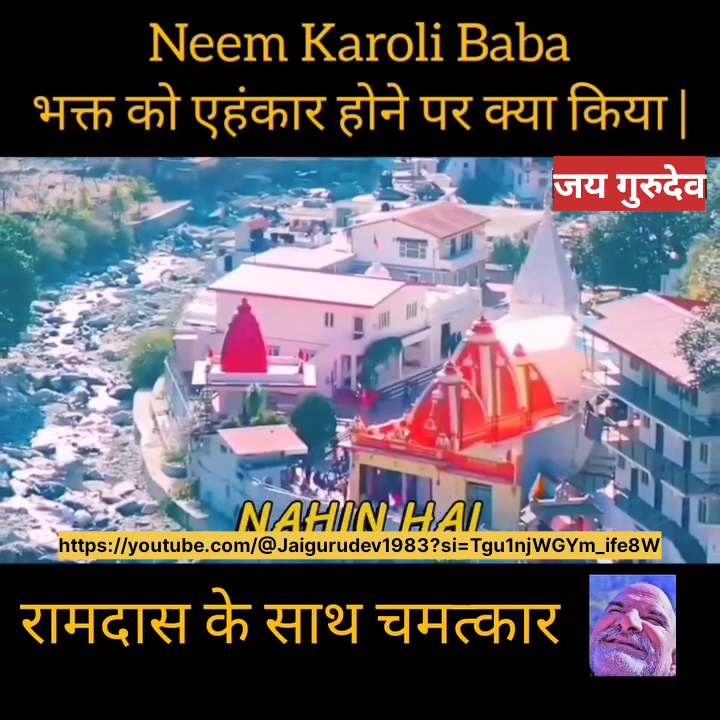 Neem Karoli Baba
भक्त को एहंकार होने पर क्या किया|
जय गुरुदेव
NAHIN HAI
https://youtube.com/@Jaigurudev1983?si=Tgu1njWGYm_ife8W
रामदास के साथ चमत्कार